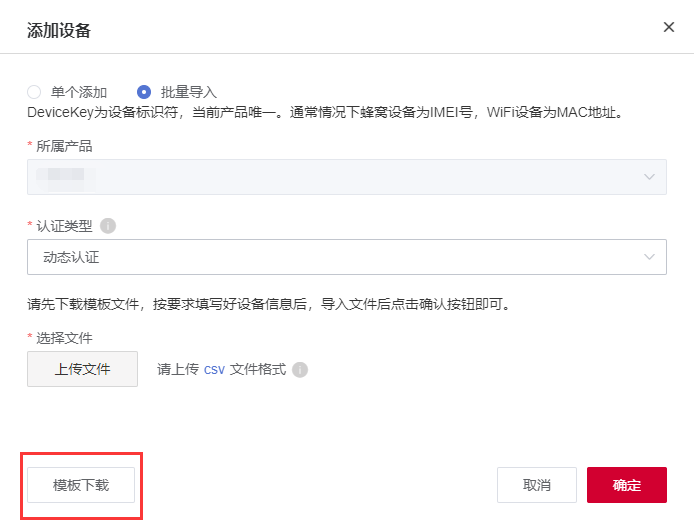 添加设备
单个添加 批量导入
DeviceKey为设备标识符，当前产品唯一。通常情况下蜂窝设备为IMEI号，WiFi设备为MAC地址。
* 所属产品
* 认证类型
动态认证
请先下载模板文件，按要求填写好设备信息后，导入文件后点击确认按钮即可。
* 选择文件
上传文件 请上传 csv 文件格式
模板下载 取消 确定